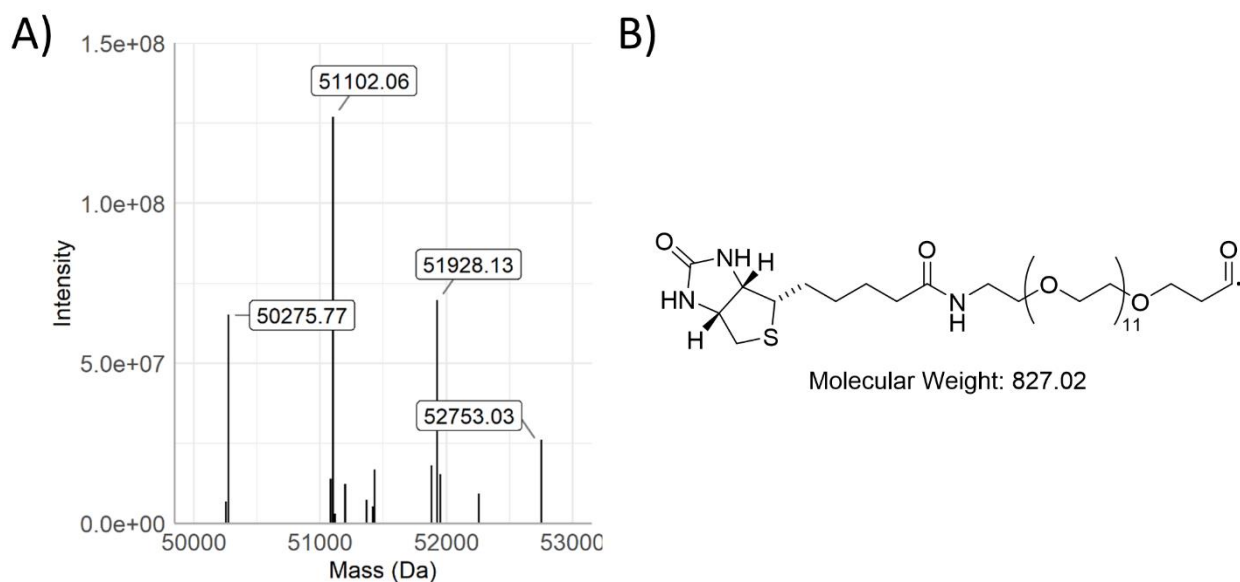 A)
1.5e+08
1.0e+08
5.0e+07
0.0e+00
Intensity
50000
51000
52000
53000
Mass (Da)
51102.06
51928.13
50275.77
52753.03
B)
O
NH
H
HN
H
S
O
N
H
O
11
O
O
Molecular Weight: 827.02